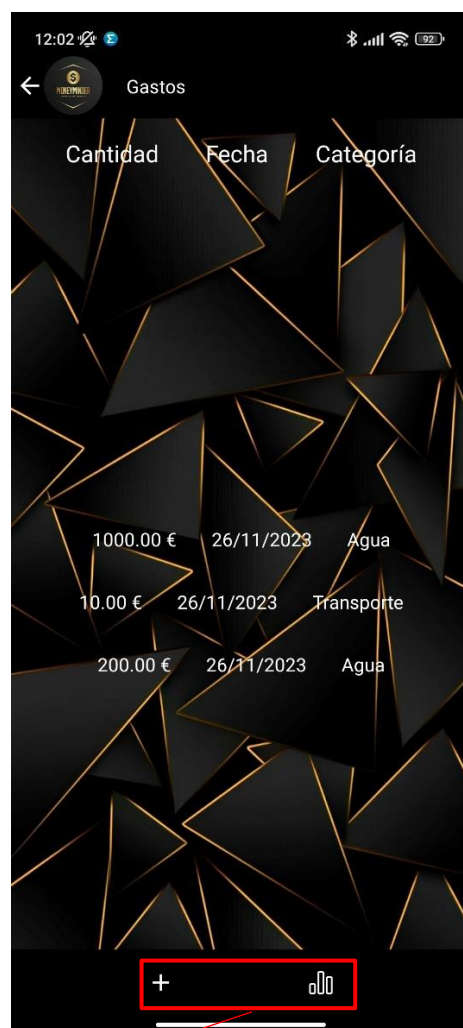 12:02
92
$
MONEYMINDER
Gastos
Cantidad Fecha Categoría
1000.00 € 26/11/2023 Agua
10.00 € 26/11/2023 Transporte
200.00 € 26/11/2023 Agua
+